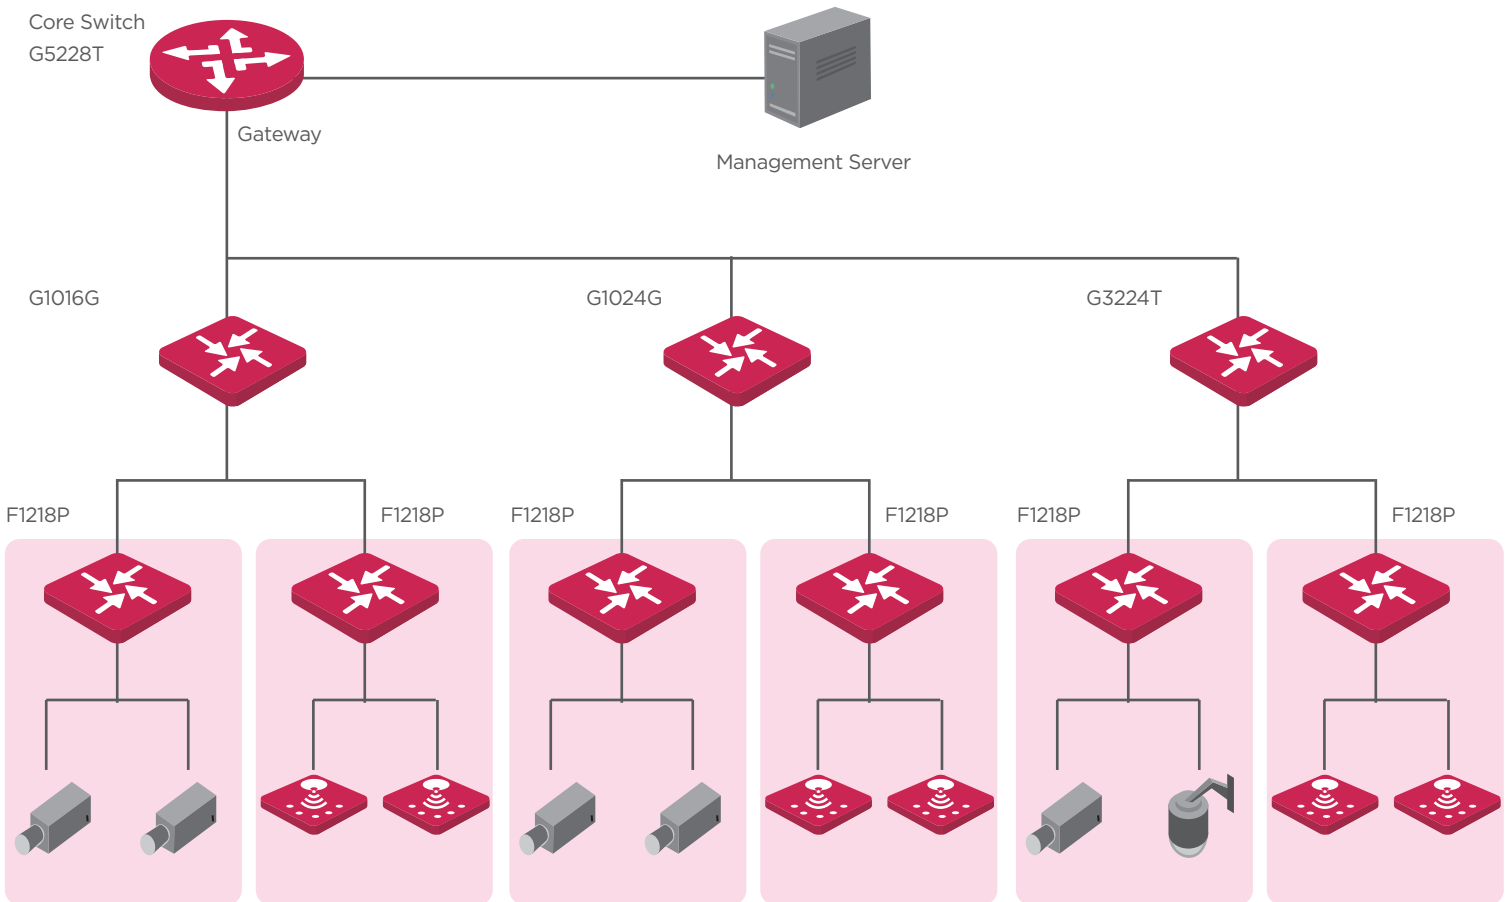 Core Switch
G5228T
Gateway
Management Server
G1016G
G1024G
G3224T
F1218P
F1218P
F1218P
F1218P
F1218P
F1218P